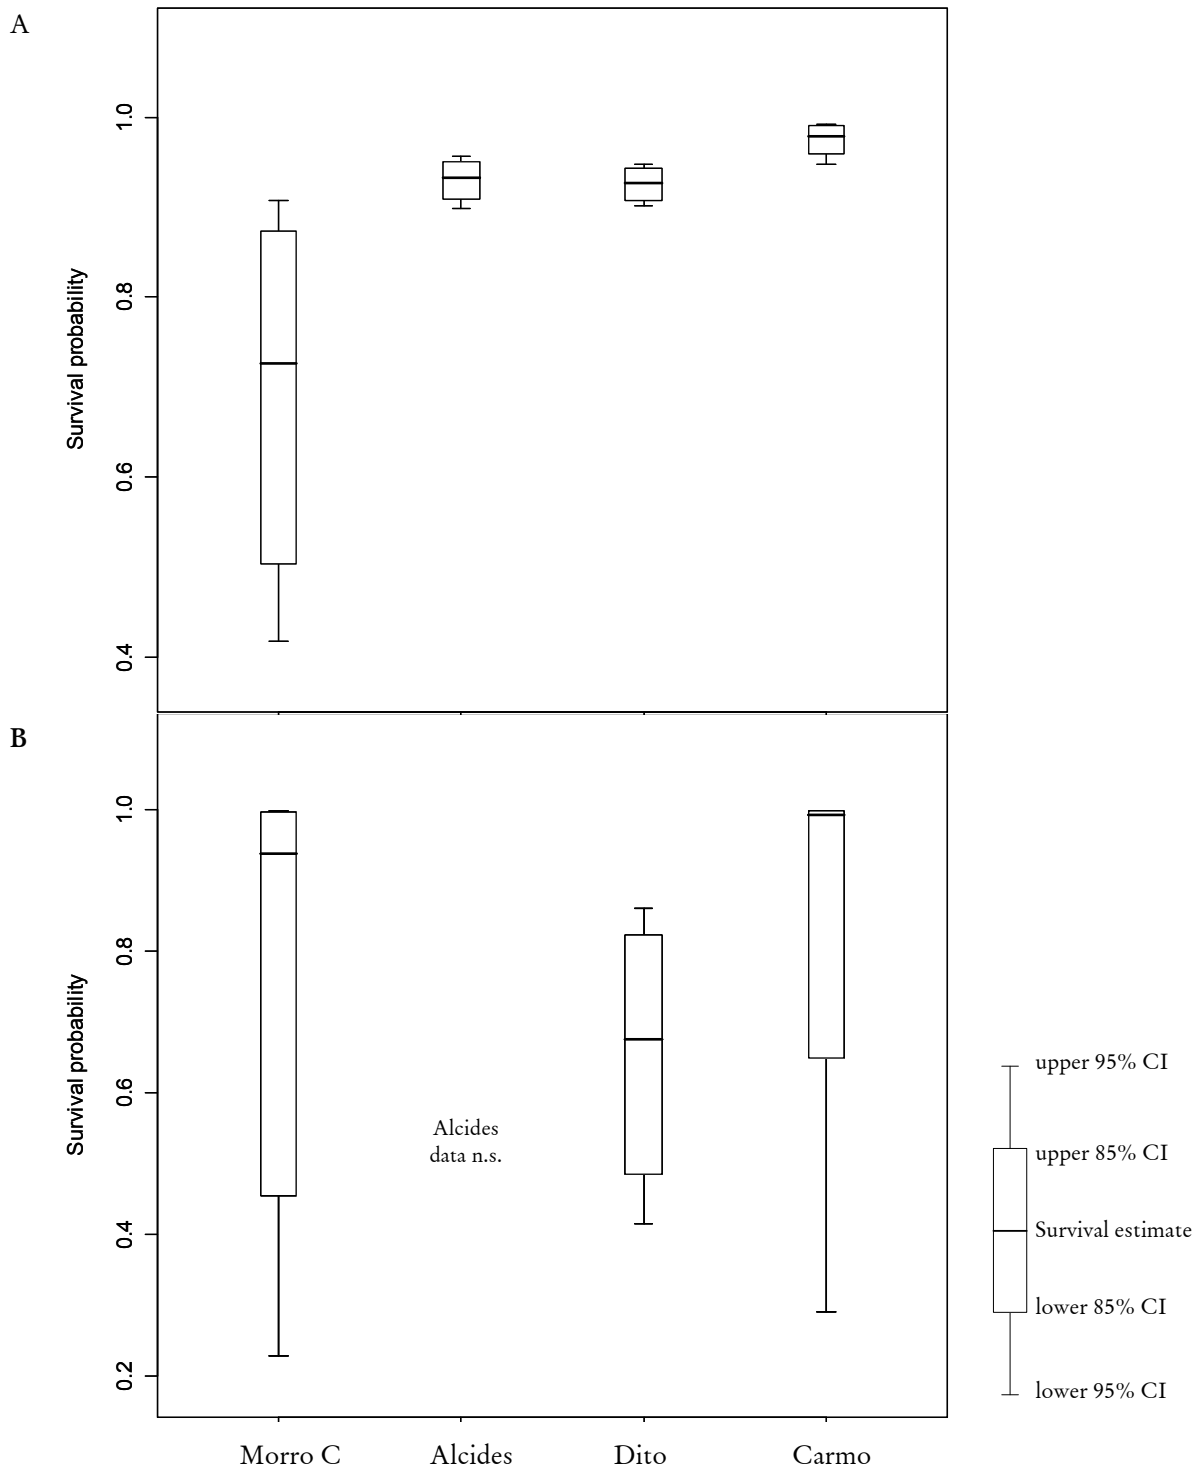 A
Survival probability
1.0
0.8
0.6
0.4
B
Survival probability
1.0
0.8
0.6
0.4
0.2
Alcides
data n.s.
Morro C
Alcides
Dito
Carmo
upper 95% CI
upper 85% CI
Survival estimate
lower 85% CI
lower 95% CI